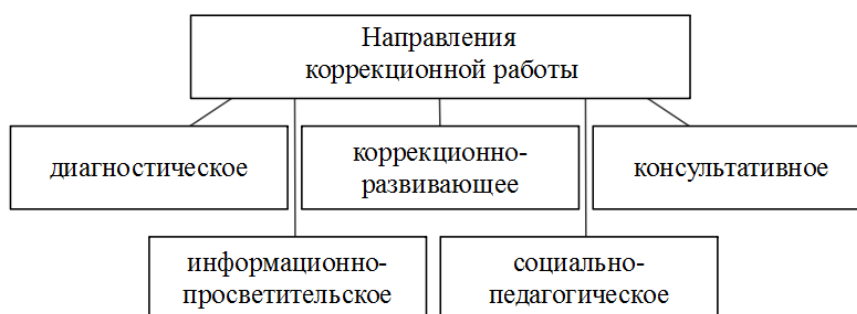 Направления
коррекционной работы
диагностическое
коррекционно-
развивающее
консультативное
информационно-
просветительское
социально-
педагогическое